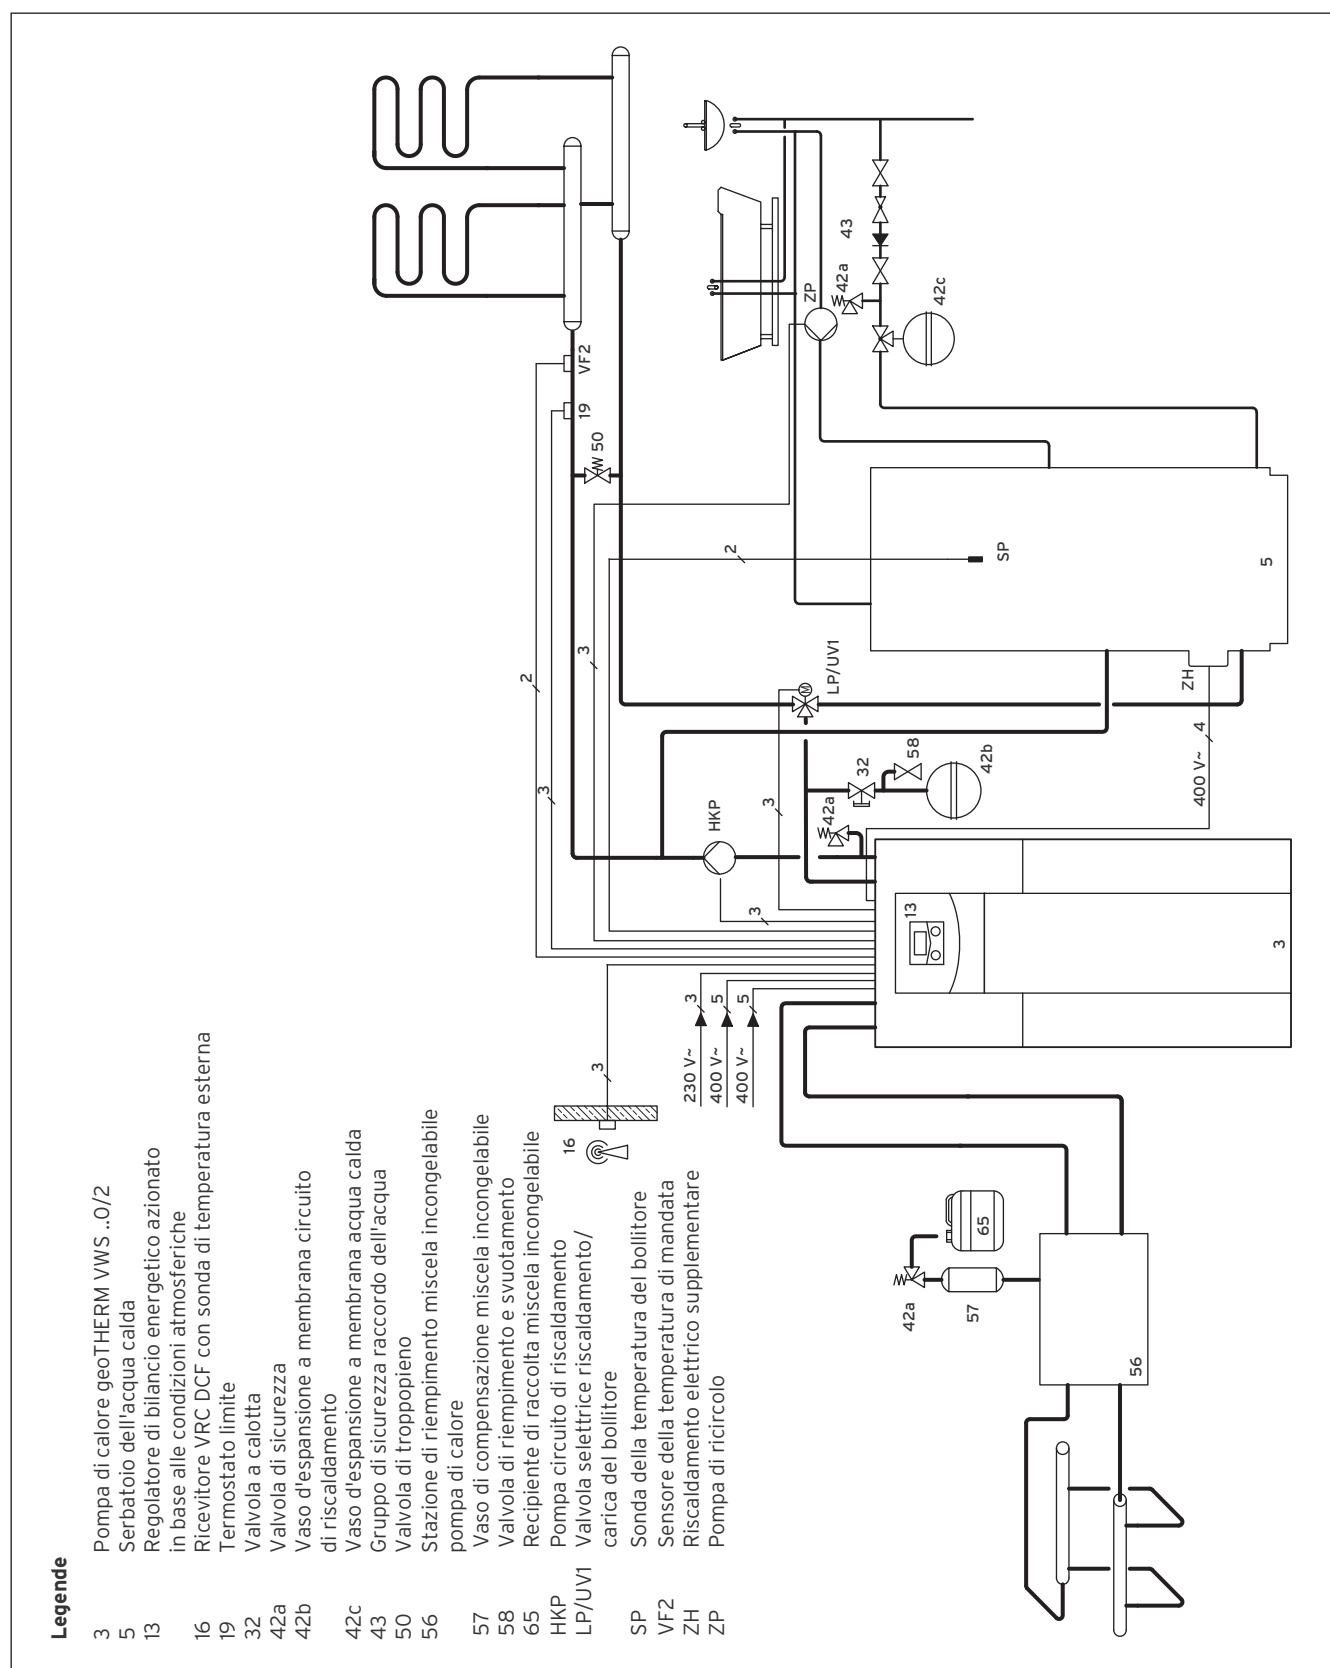 Legende
3 Pompa di calore geoTHERM VWS ..0/2
5 Serbatoio dell'acqua calda
13 Regolatore di bilancio energetico azionato
in base alle condizioni atmosferiche
16 Ricevitore VRC DCF con sonda di temperatura esterna
19 Termostato limite
32 Valvola a calotta
42a Valvola di sicurezza
42b Vaso d'espansione a membrana circuito
di riscaldamento
42c Vaso d'espansione a membrana acqua calda
43 Gruppo di sicurezza raccordo dell'acqua
50 Valvola di troppopieno
56 Stazione di riempimento miscela incongelabile
pompa di calore
57 Vaso di compensazione miscela incongelabile
58 Valvola di riempimento e svuotamento
65 Recipiente di raccolta miscela incongelabile
HKP Pompa circuito di riscaldamento
LP/UV1 Valvola selettrice riscaldamento/
carica del bollitore
SP Sonda della temperatura del bollitore
VF2 Sensore della temperatura di mandata
ZH Riscaldamento elettrico supplementare
ZP Pompa di ricircolo
16
3
230 V~
3
400 V~
5
400 V~
5
42a
57
65
56
3
2
3
2
3
3
HKP
42a
32
58
42b
LP/UV1
M
400 V~
4
ZH
13
3
SP
5
50
19
VF2
ZP
42a
43
42c